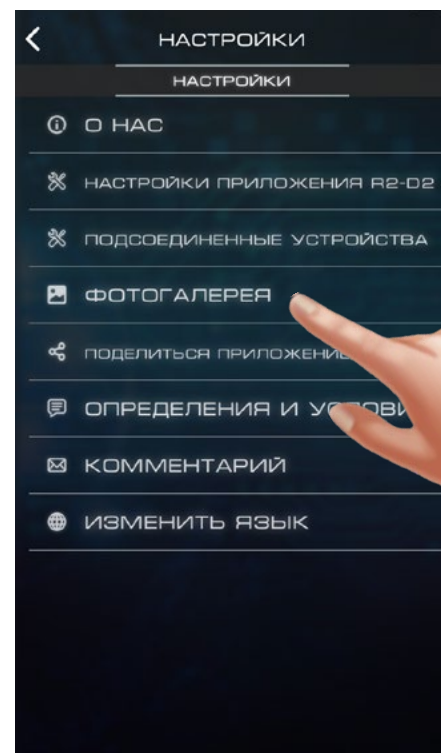 НАСТРОЙКИ
НАСТРОЙКИ
О НАС
НАСТРОЙКИ ПРИЛОЖЕНИЯ R2-D2
ПОДСОЕДИНЕННЫЕ УСТРОЙСТВА
ФОТОГАЛЕРЕЯ
ПОДЕЛИТЬСЯ
ОПРЕДЕЛЕНИЯ И
КОММЕНТАРИЙ
ИЗМЕНИТЬ ЯЗЫК